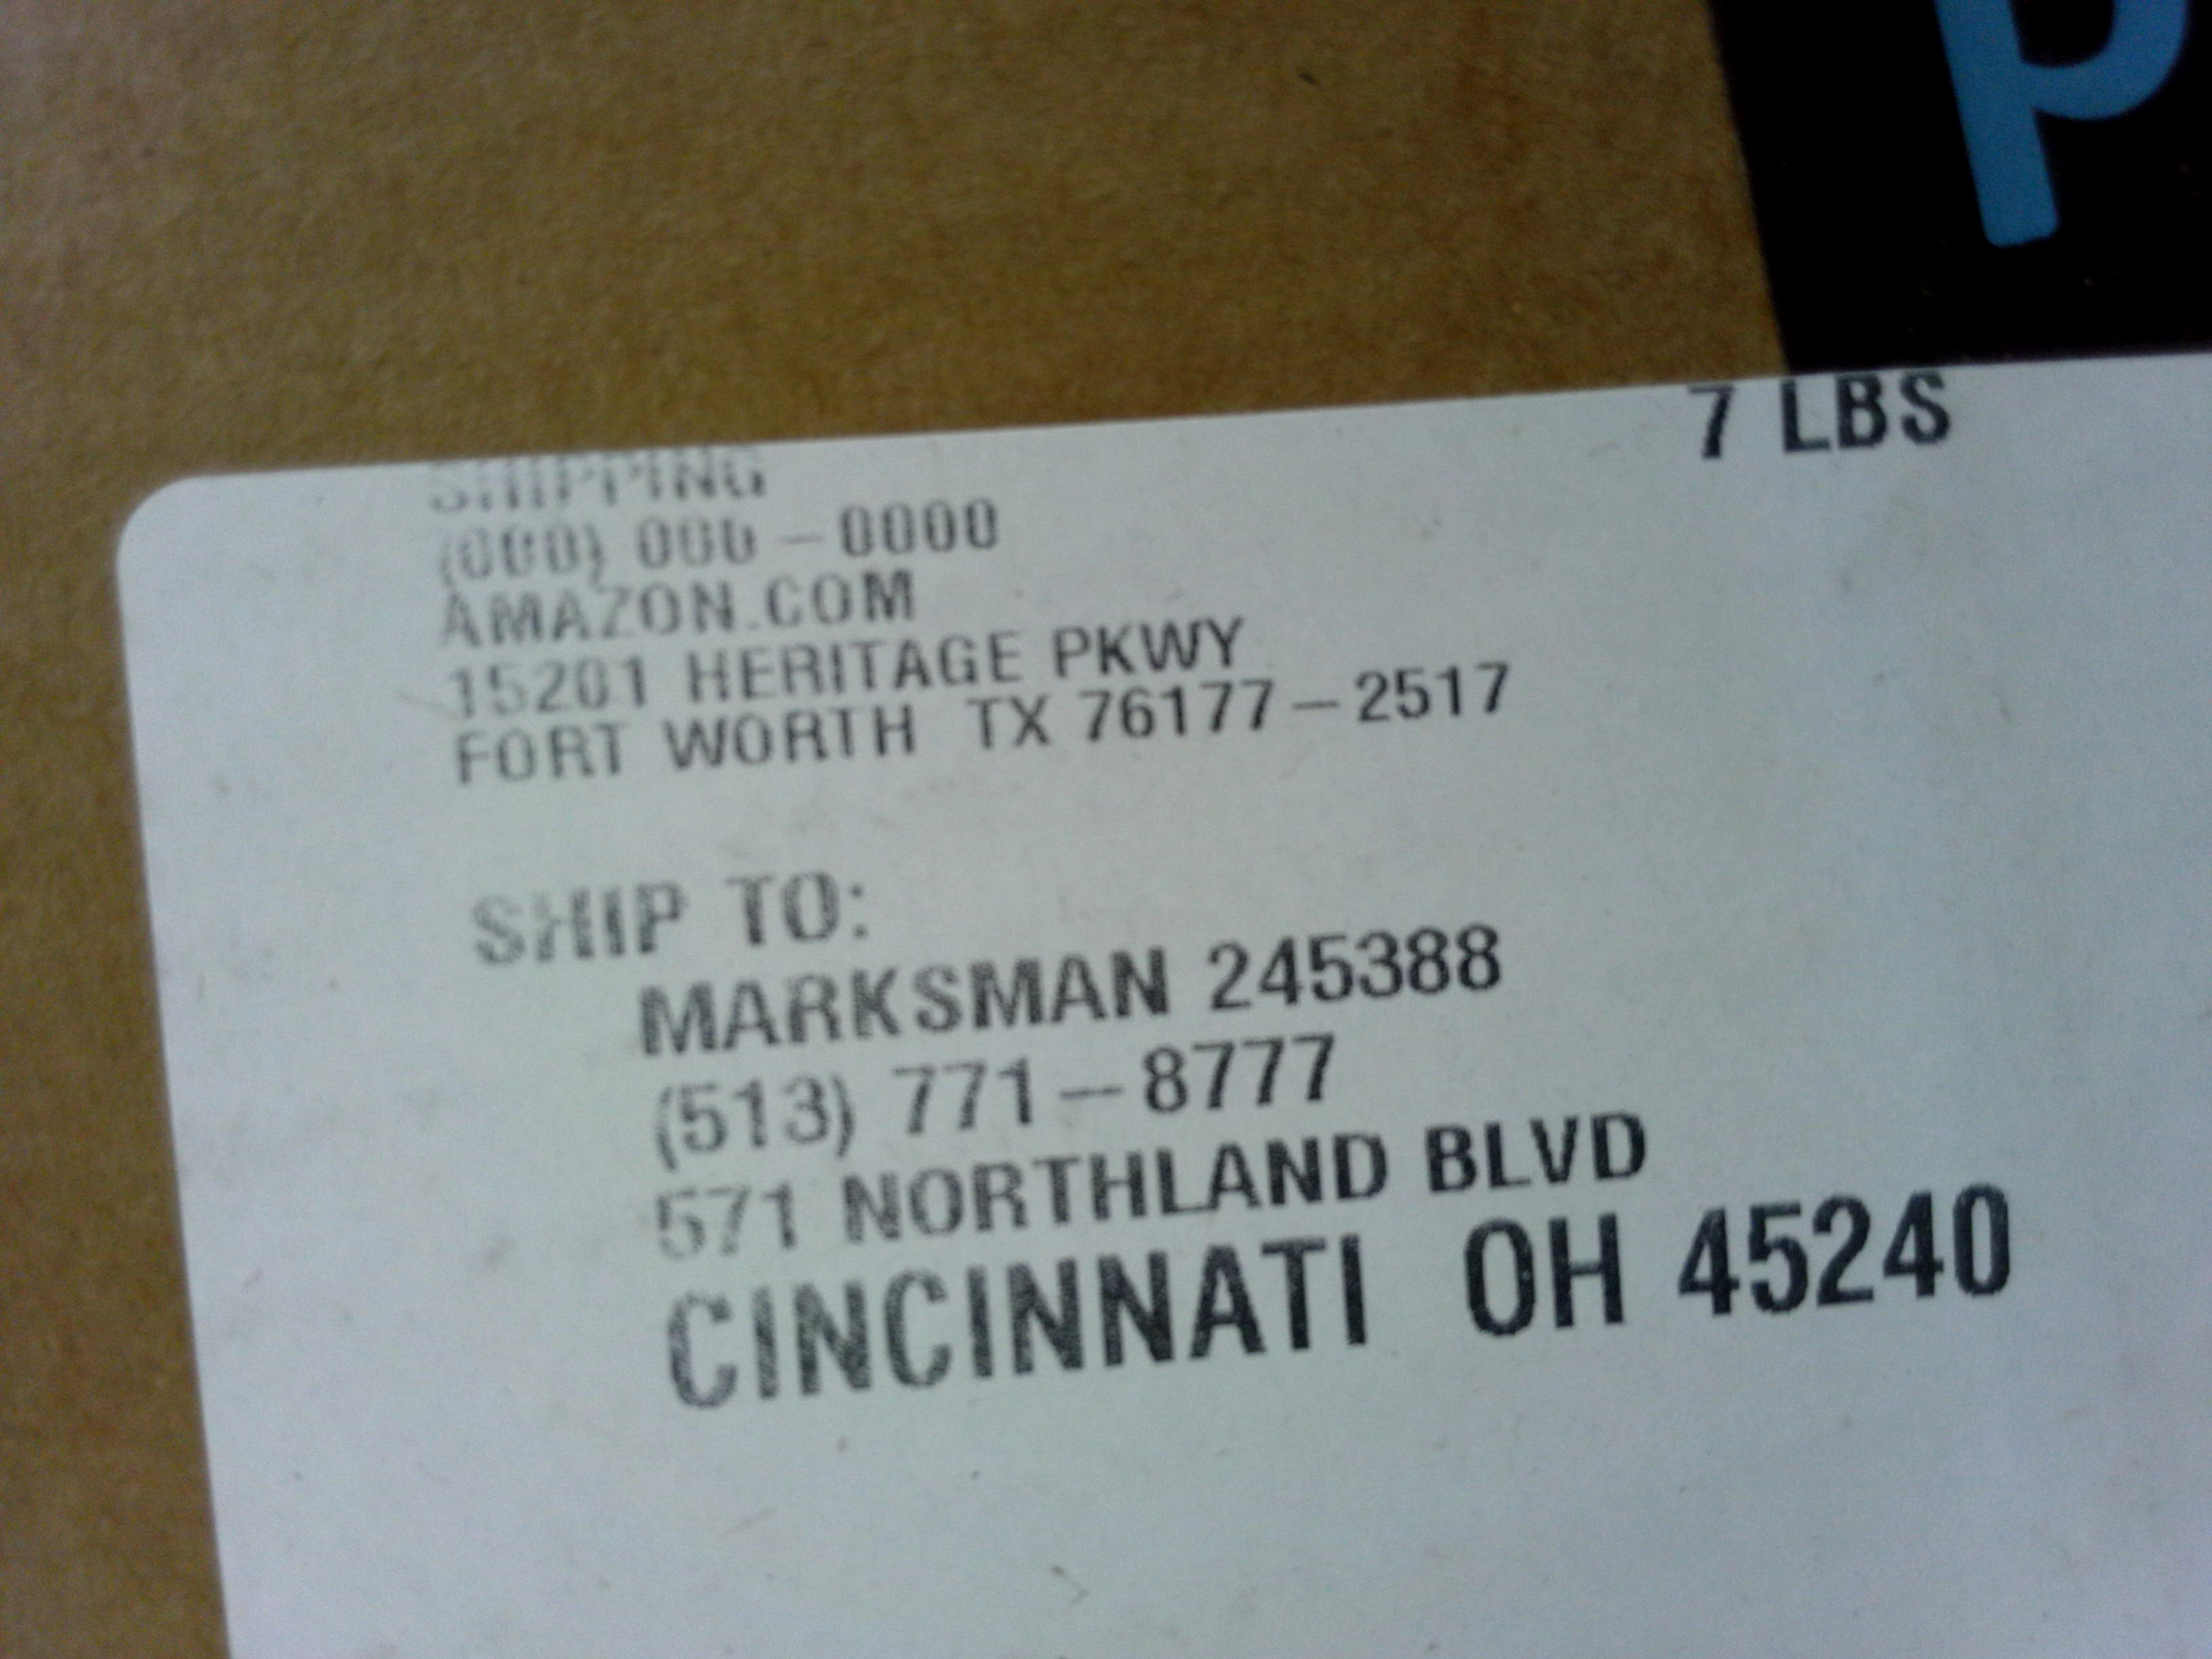 p
7 LBS
SHIPPING
(000) 000-0000
AMAZON.COM
15201 HERITAGE PKWY
FORT WORTH TX 76177-2517
SHIP TO:
MARKSMAN 245388
(513) 771-8777
571 NORTHLAND BLVD
CINCINNATI OH 45240